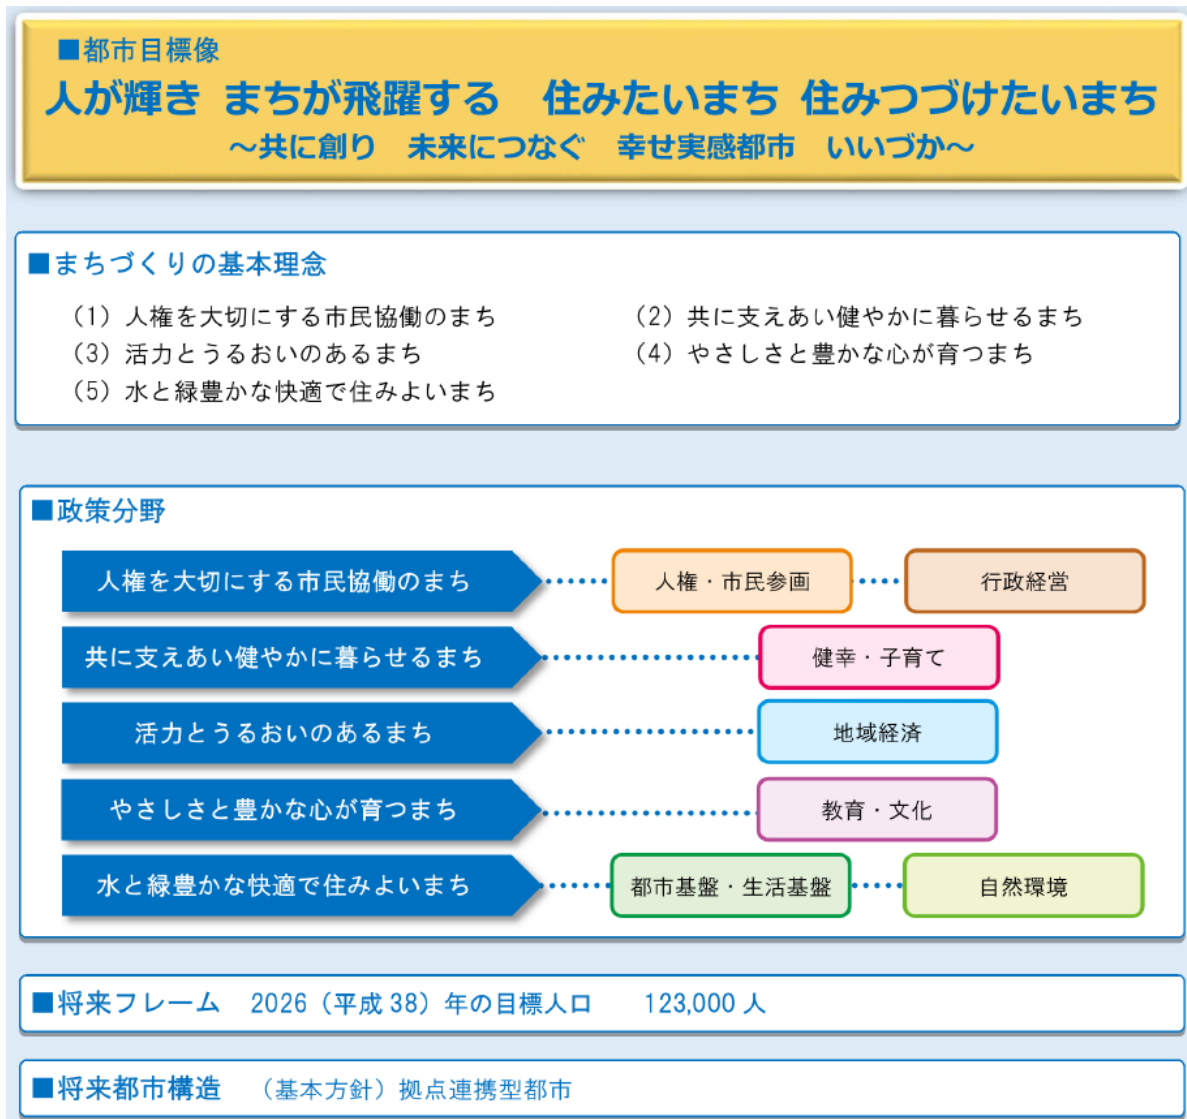 ■都市目標像
人が輝き まちが飛躍する　住みたいまち 住みつづけたいまち
～共に創り　未来につなぐ　幸せ実感都市　いいづか～
■まちづくりの基本理念
（1）人権を大切にする市民協働のまち
（2）共に支えあい健やかに暮らせるまち
（3）活力とうるおいのあるまち
（4）やさしさと豊かな心が育つまち
（5）水と緑豊かな快適で住みよいまち
■政策分野
人権を大切にする市民協働のまち
人権・市民参画
行政経営
共に支えあい健やかに暮らせるまち
健幸・子育て
活力とうるおいのあるまち
地域経済
やさしさと豊かな心が育つまち
教育・文化
水と緑豊かな快適で住みよいまち
都市基盤・生活基盤
自然環境
■将来フレーム　2026（平成 38）年の目標人口　　123,000 人
■将来都市構造　（基本方針）拠点連携型都市